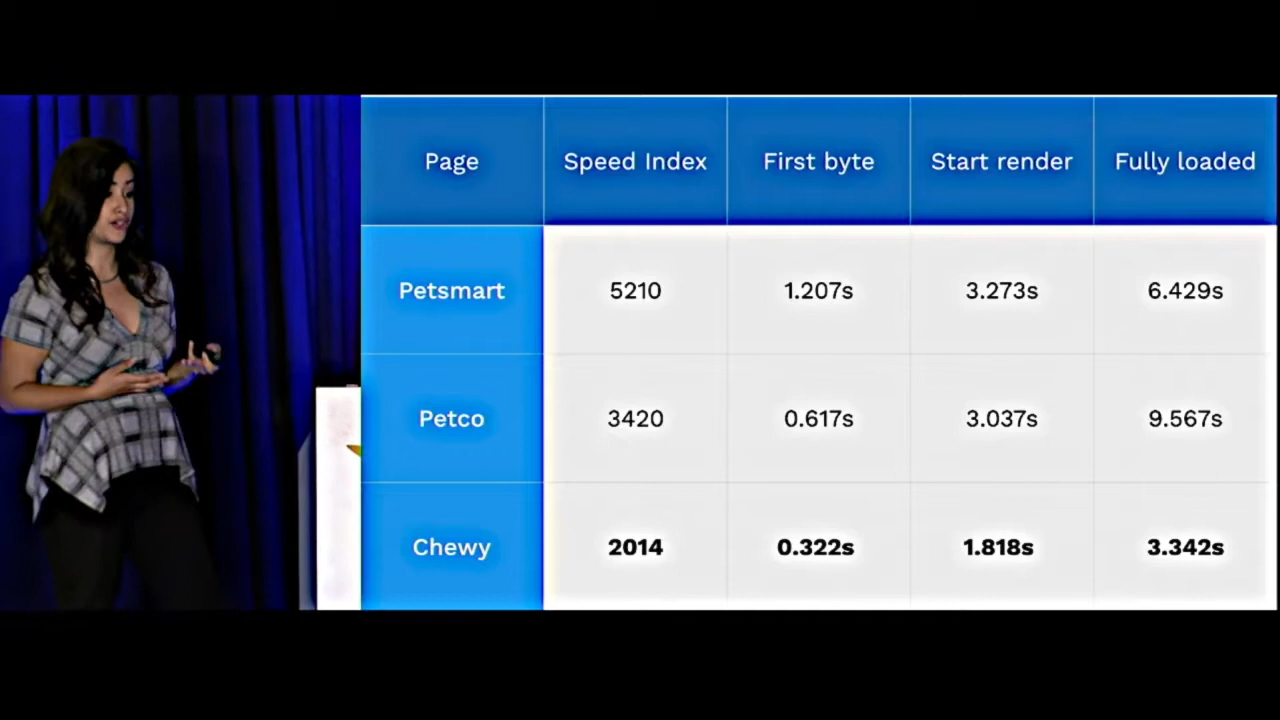 Page Speed Index First byte Start render Fully loaded
Petsmart 5210 1.207s 3.273s 6.429s
Petco 3420 0.617s 3.037s 9.567s
Chewy 2014 0.322s 1.818s 3.342s